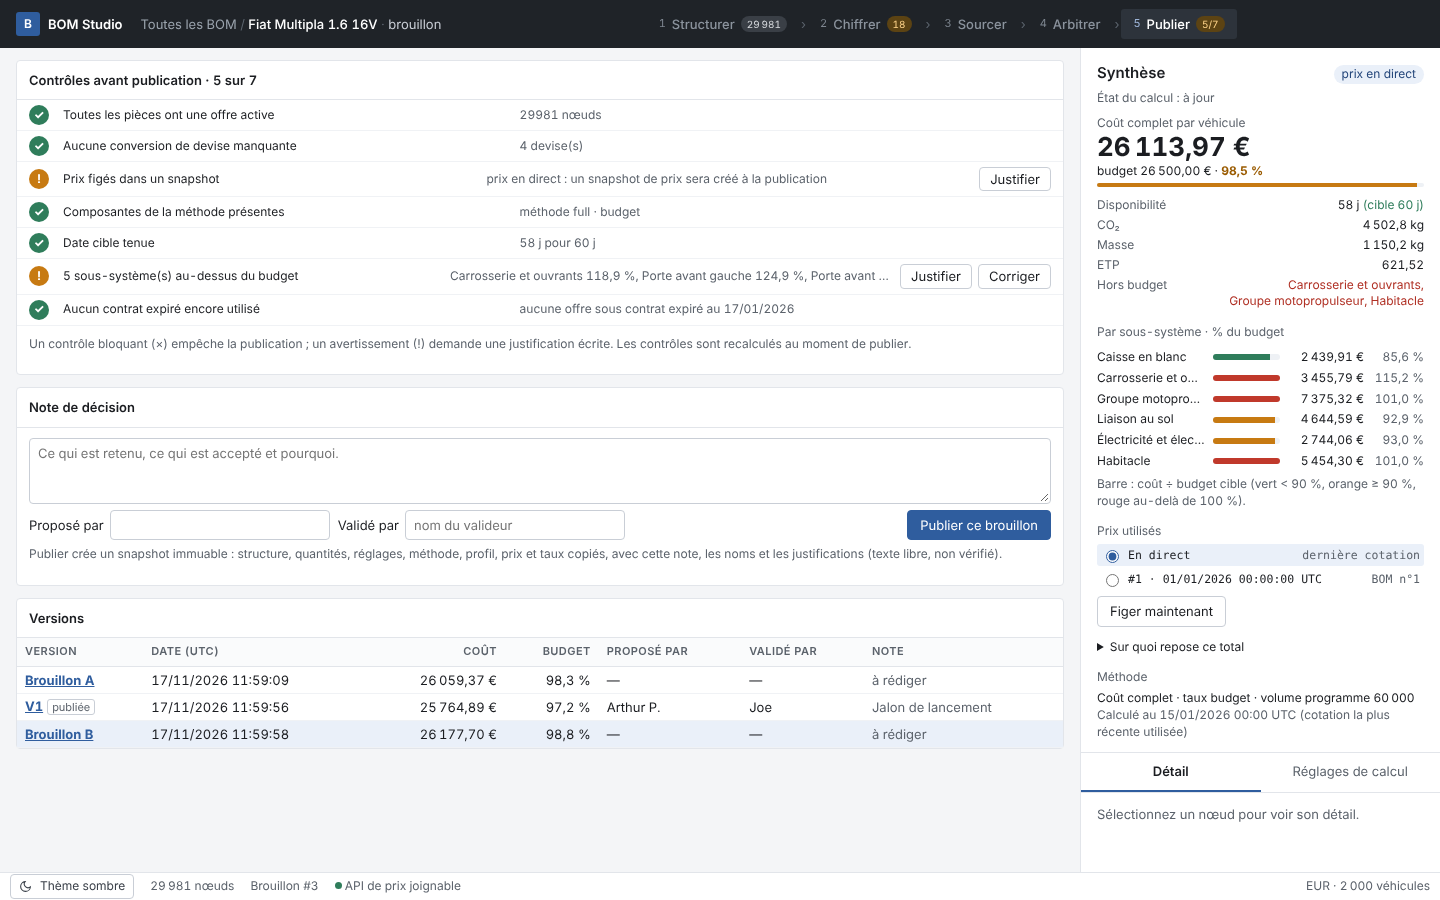 B BOM Studio Toutes les BOM / Fiat Multipla 1.6 16V · brouillon 1 Structurer 29 981 › 2 Chiffrer 18 › 3 Sourcer › 4 Arbitrer › 5 Publier 5/7
Contrôles avant publication · 5 sur 7
Toutes les pièces ont une offre active 29981 nœuds
Aucune conversion de devise manquante 4 devise(s)
! Prix figés dans un snapshot prix en direct : un snapshot de prix sera créé à la publication Justifier
Composantes de la méthode présentes méthode full · budget
Date cible tenue 58 j pour 60 j
! 5 sous-système(s) au-dessus du budget Carrosserie et ouvrants 118,9 %, Porte avant gauche 124,9 %, Porte avant ... Justifier Corriger
Aucun contrat expiré encore utilisé aucune offre sous contrat expiré au 17/01/2026
Un contrôle bloquant (×) empêche la publication ; un avertissement (!) demande une justification écrite. Les contrôles sont recalculés au moment de publier.
Note de décision
Ce qui est retenu, ce qui est accepté et pourquoi.
Proposé par Validé par nom du valideur Publier ce brouillon
Publier crée un snapshot immuable : structure, quantités, réglages, méthode, profil, prix et taux copiés, avec cette note, les noms et les justifications (texte libre, non vérifié).
Versions
VERSION DATE (UTC) COÛT BUDGET PROPOSÉ PAR VALIDÉ PAR NOTE
Brouillon A 17/11/2026 11:59:09 26 059,37 € 98,3 % — — à rédiger
V1 publiée 17/11/2026 11:59:56 25 764,89 € 97,2 % Arthur P. Joe Jalon de lancement
Brouillon B 17/11/2026 11:59:58 26 177,70 € 98,8 % — — à rédiger
Synthèse prix en direct
État du calcul : à jour
Coût complet par véhicule
26 113,97 €
budget 26 500,00 € · 98,5 %
Disponibilité 58 j (cible 60 j)
CO₂ 4 502,8 kg
Masse 1 150,2 kg
ETP 621,52
Hors budget Carrosserie et ouvrants,
Groupe motopropulseur, Habitacle
Par sous-système · % du budget
Caisse en blanc 2 439,91 € 85,6 %
Carrosserie et o... 3 455,79 € 115,2 %
Groupe motopro... 7 375,32 € 101,0 %
Liaison au sol 4 644,59 € 92,9 %
Électricité et élec... 2 744,06 € 93,0 %
Habitacle 5 454,30 € 101,0 %
Barre : coût ÷ budget cible (vert < 90 %, orange ≥ 90 %,
rouge au-delà de 100 %).
Prix utilisés
En direct dernière cotation
#1 · 01/01/2026 00:00:00 UTC BOM n°1
Figer maintenant
Sur quoi repose ce total
Méthode
Coût complet · taux budget · volume programme 60 000
Calculé au 15/01/2026 00:00 UTC (cotation la plus
récente utilisée)
Détail Réglages de calcul
Sélectionnez un nœud pour voir son détail.
Thème sombre 29 981 nœuds Brouillon #3 API de prix joignable EUR · 2 000 véhicules